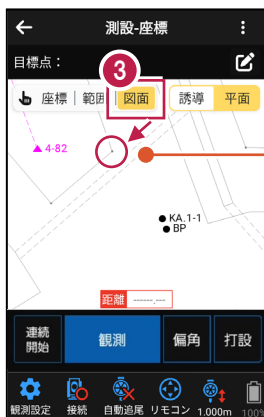 測設-座標
目標点：
3
座標 範囲 図面 誘導 平面
4-82
KA.1-1
BP
距離 ------.---
連続開始 観測 偏角 打設
観測設定 接続 自動追尾 リモコン 1.000m 100%